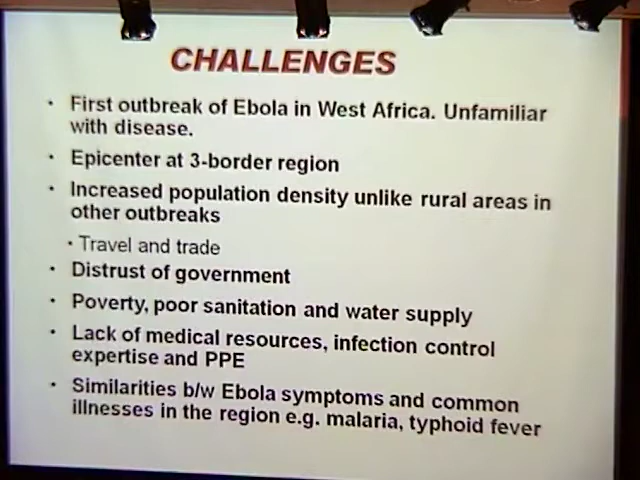 CHALLENGES
• First outbreak of Ebola in West Africa. Unfamiliar
with disease.
• Epicenter at 3-border region
• Increased population density unlike rural areas in
other outbreaks
• Travel and trade
• Distrust of government
• Poverty, poor sanitation and water supply
• Lack of medical resources, infection control
expertise and PPE
• Similarities b/w Ebola symptoms and common
illnesses in the region e.g. malaria, typhoid fever